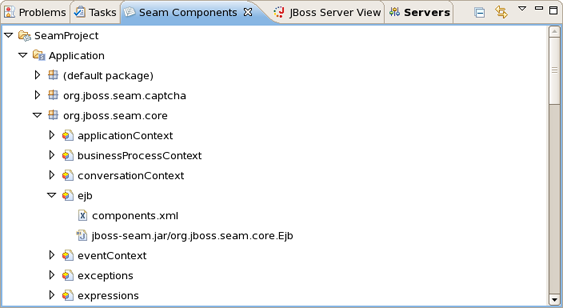 Problems Tasks Seam Components JBoss Server View Servers
SeamProject
Application
(default package)
org.jboss.seam.captcha
org.jboss.seam.core
applicationContext
businessProcessContext
conversationContext
ejb
components.xml
jboss-seam.jar/org.jboss.seam.core.Ejb
eventContext
exceptions
expressions